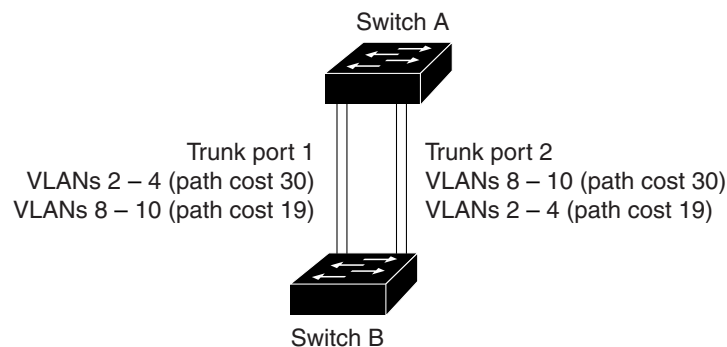 Switch A
Trunk port 1
VLANs 2 – 4 (path cost 30)
VLANs 8 – 10 (path cost 19)
Trunk port 2
VLANs 8 – 10 (path cost 30)
VLANs 2 – 4 (path cost 19)
Switch B